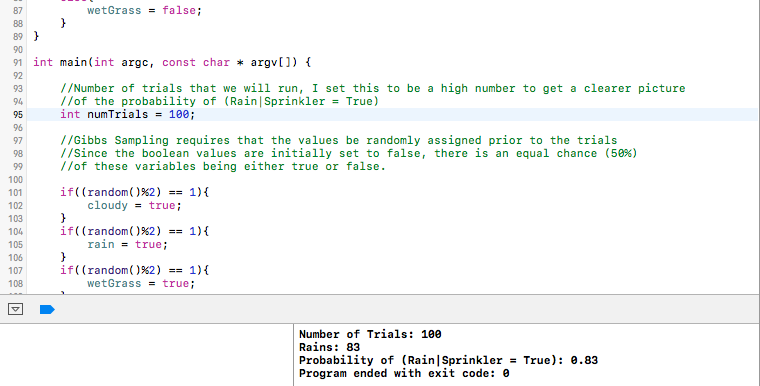 87 wetGrass = false;
88 }
89 }
90
91 int main(int argc, const char * argv[]) {
92
93 //Number of trials that we will run, I set this to be a high number to get a clearer picture
94 //of the probability of (Rain|Sprinkler = True)
95 int numTrials = 100;
96
97 //Gibbs Sampling requires that the values be randomly assigned prior to the trials
98 //Since the boolean values are initially set to false, there is an equal chance (50%)
99 //of these variables being either true or false.
100
101 if((random()%2) == 1){
102 cloudy = true;
103 }
104 if((random()%2) == 1){
105 rain = true;
106 }
107 if((random()%2) == 1){
108 wetGrass = true;
Number of Trials: 100
Rains: 83
Probability of (Rain|Sprinkler = True): 0.83
Program ended with exit code: 0